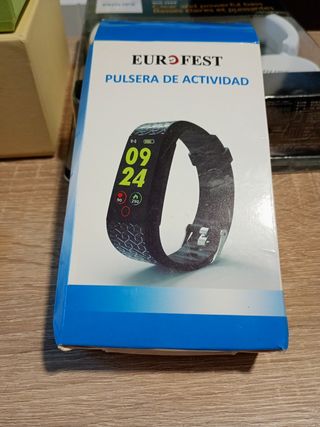 EUROFEST
PULSERA DE ACTIVIDAD
09
24